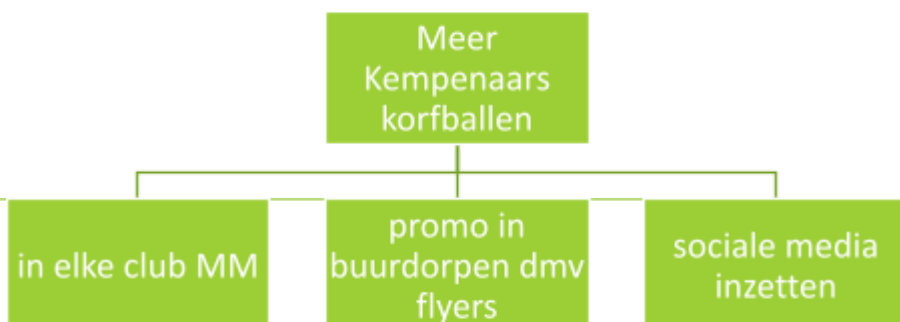 Meer
Kempenaars
korfballen
in elke club MM
promo in
buurdorpen dmv
flyers
sociale media
inzetten